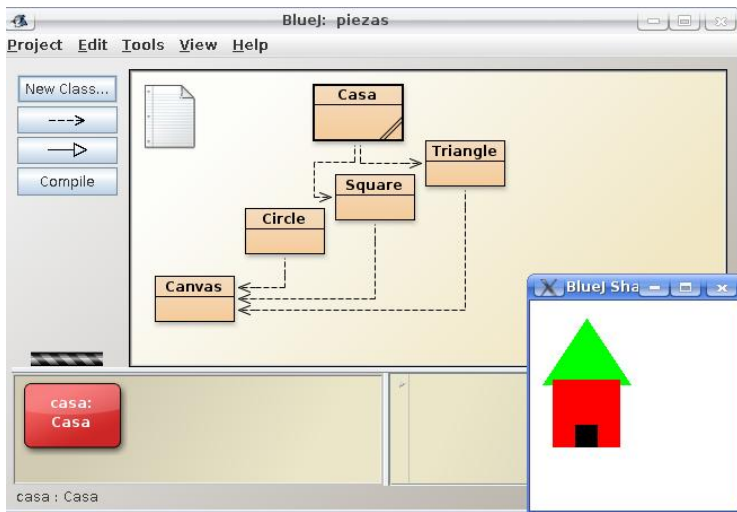 BlueJ: piezas
Project Edit Tools View Help
New Class...
Compile
Casa
Triangle
Square
Circle
Canvas
BlueJ Sha
casa:
Casa
casa : Casa